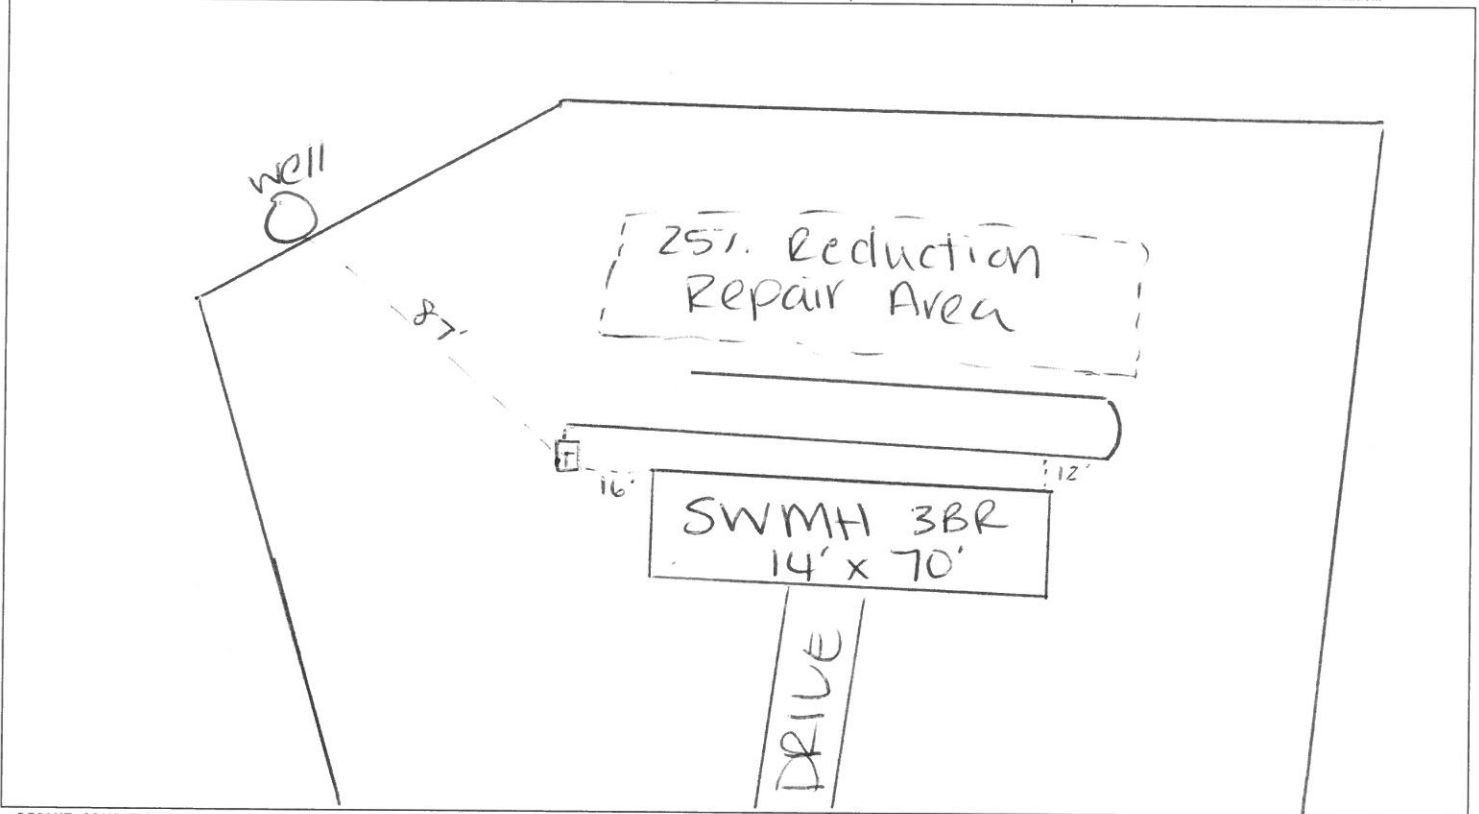 well
25%. Reduction
Repair Area
87'
T
16'
12'
SWMH 3BR
14' x 70'
DRIVE